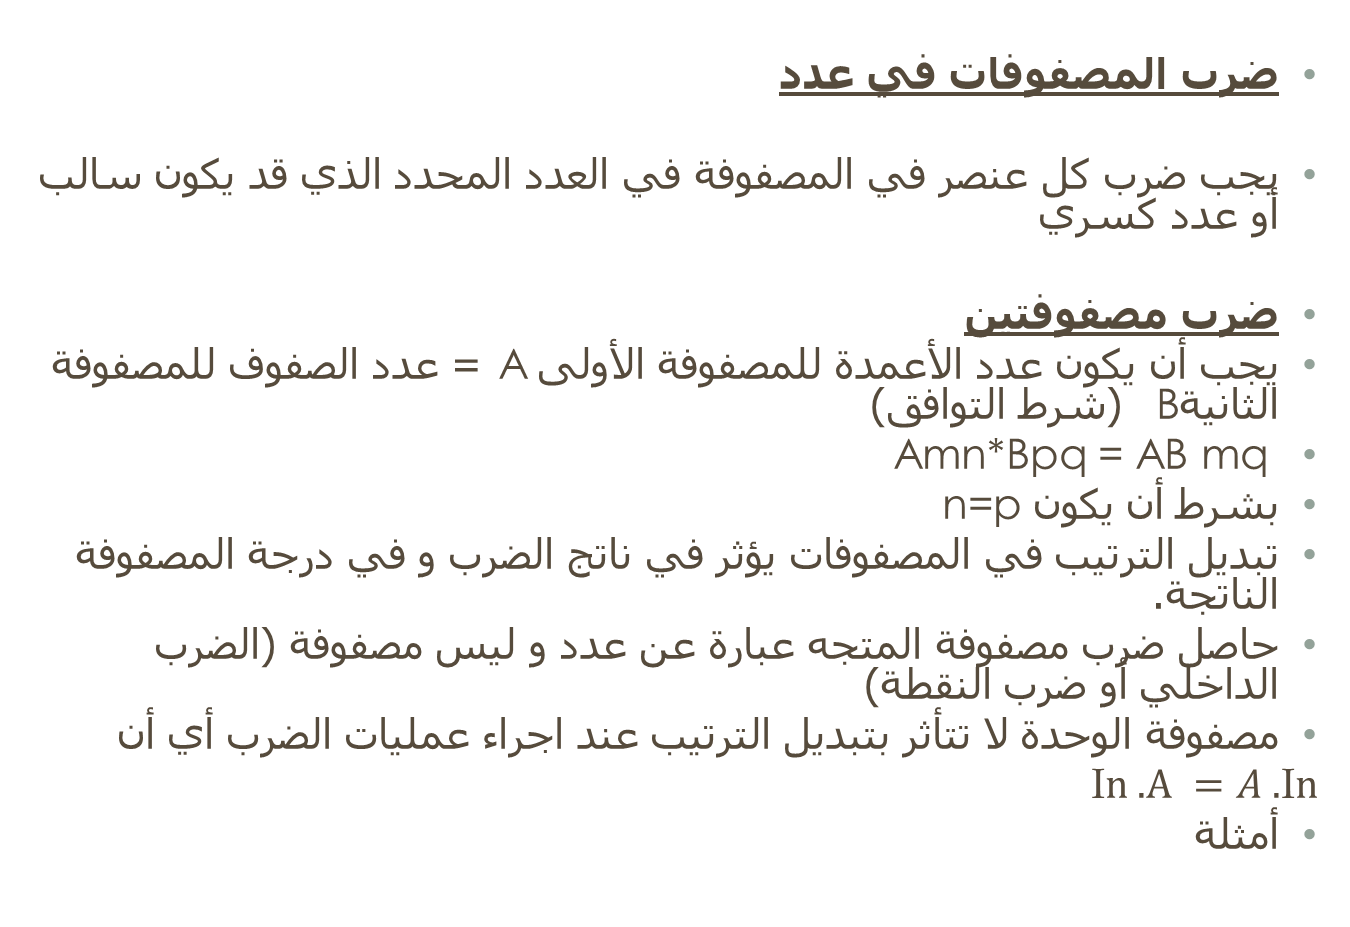 • ضرب المصفوفات في عدد
• يجب ضرب كل عنصر في المصفوفة في العدد المحدد الذي قد يكون سالب
أو عدد كسري
• ضرب مصفوفتين
• يجب أن يكون عدد الأعمدة للمصفوفة الأولى A = عدد الصفوف للمصفوفة
الثانيةB (شرط التوافق)
• Amn*Bpq = AB mq
• بشرط أن يكون n=p
• تبديل الترتيب في المصفوفات يؤثر في ناتج الضرب و في درجة المصفوفة
الناتجة.
• حاصل ضرب مصفوفة المتجه عبارة عن عدد و ليس مصفوفة (الضرب
الداخلي أو ضرب النقطة)
• مصفوفة الوحدة لا تتأثر بتبديل الترتيب عند اجراء عمليات الضرب أي أن
In .A = A .In
• أمثلة